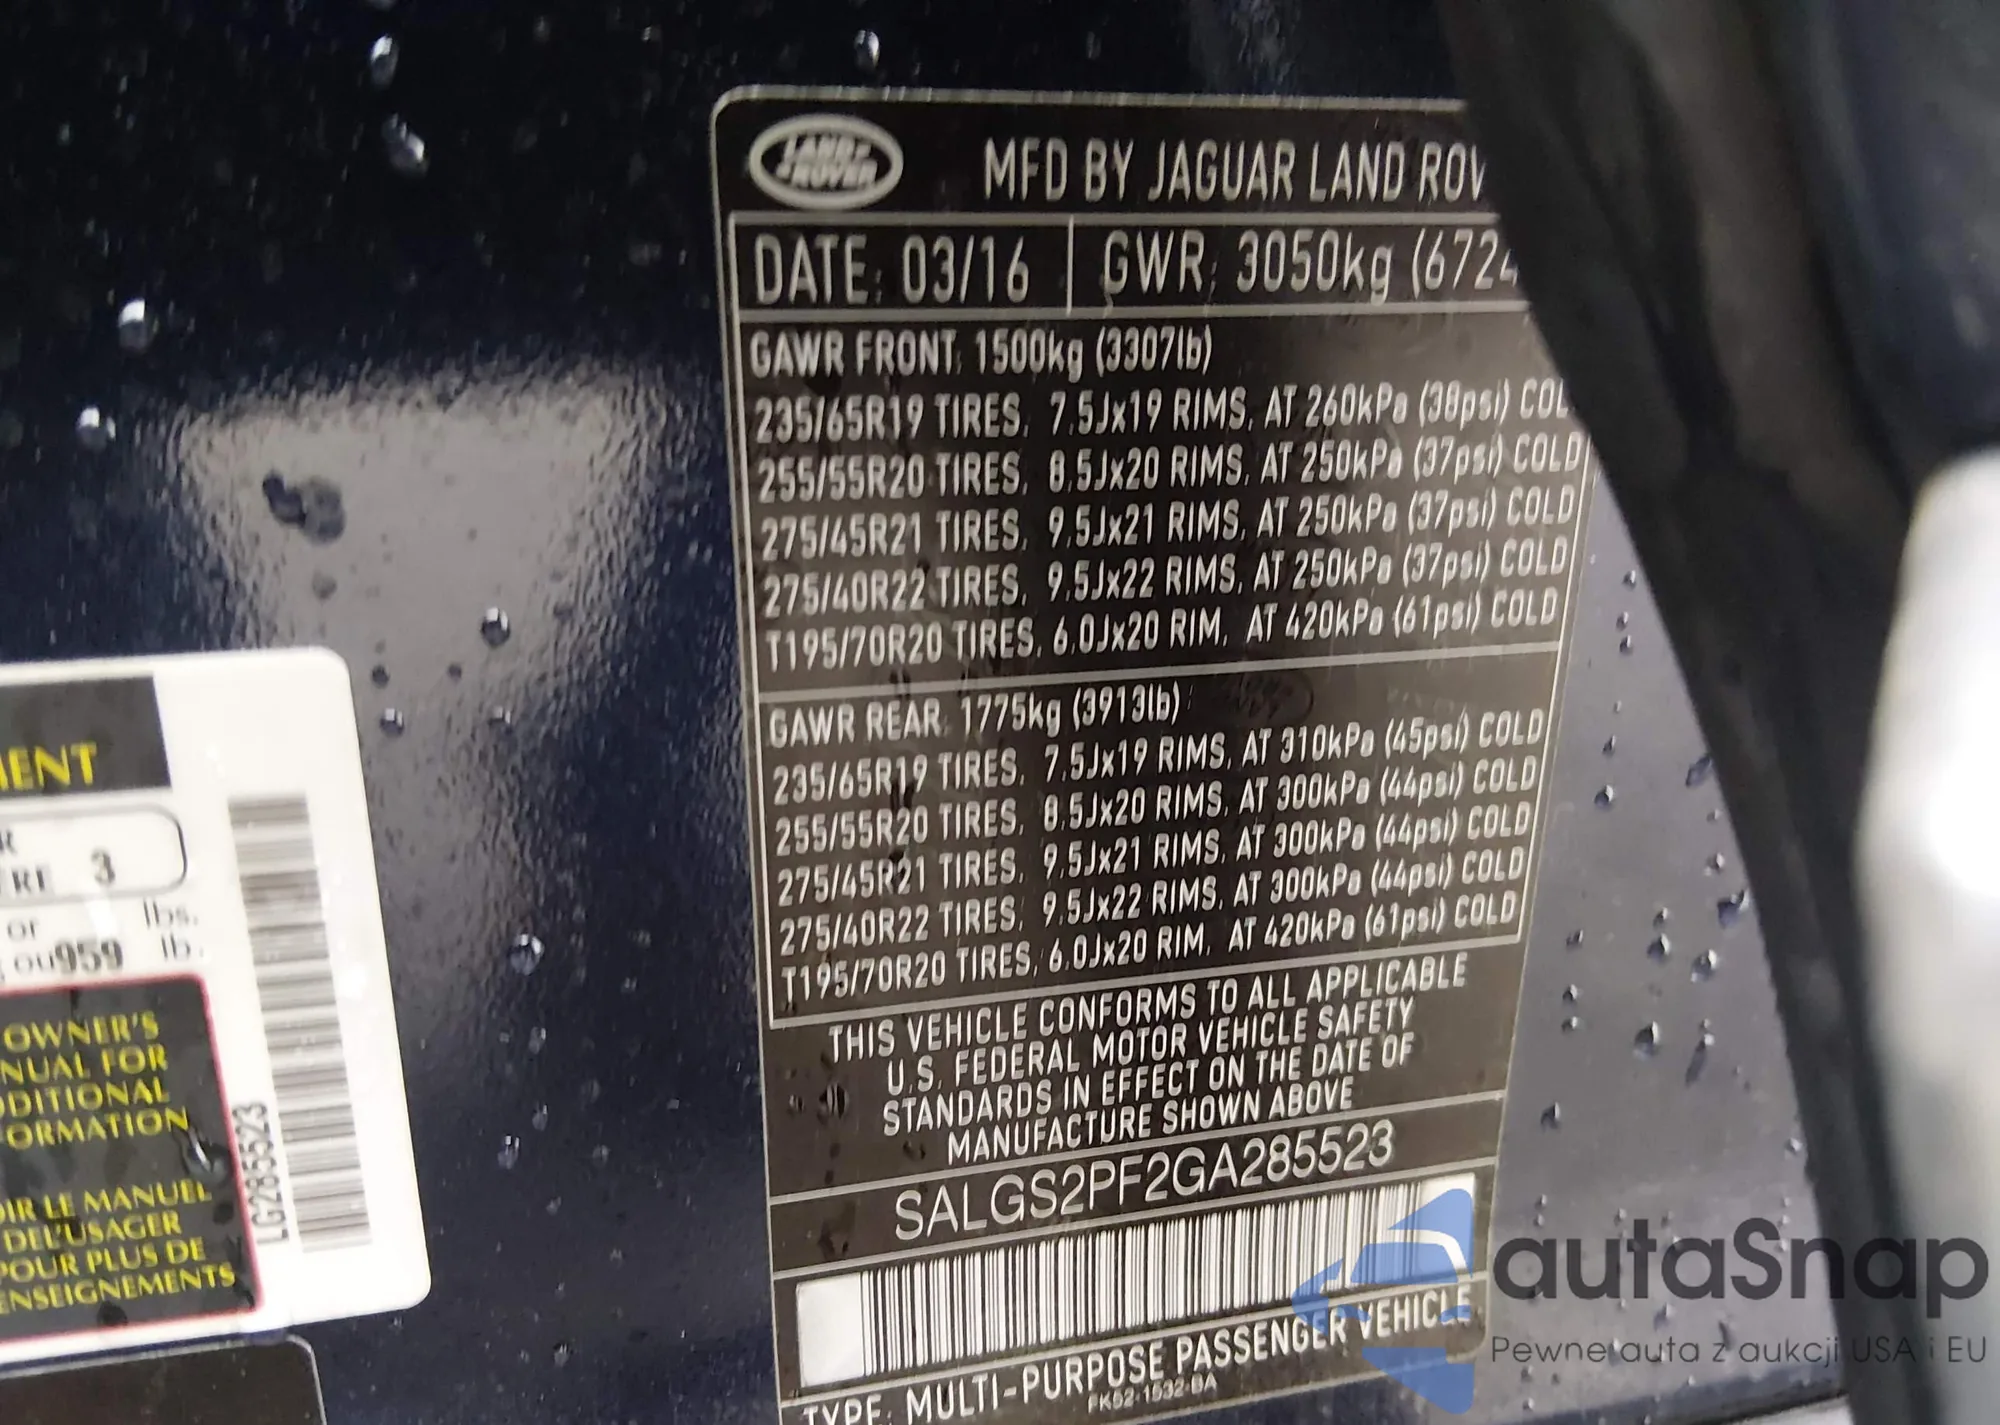 LAND ROVER
MFD BY JAGUAR LAND ROV
DATE: 03/16 GWR: 3050kg (6724
GAWR FRONT: 1500kg (3307lb)
235/65R19 TIRES, 7.5Jx19 RIMS, AT 260kPa (38psi) COL
255/55R20 TIRES, 8.5Jx20 RIMS, AT 250kPa (37psi) COLD
275/45R21 TIRES, 9.5Jx21 RIMS, AT 250kPa (37psi) COLD
275/40R22 TIRES, 9.5Jx22 RIMS, AT 250kPa (37psi) COLD
T195/70R20 TIRES, 6.0Jx20 RIM, AT 420kPa (61psi) COLD
GAWR REAR: 1775kg (3913lb)
235/65R19 TIRES, 7.5Jx19 RIMS, AT 310kPa (45psi) COLD
255/55R20 TIRES, 8.5Jx20 RIMS, AT 300kPa (44psi) COLD
275/45R21 TIRES, 9.5Jx21 RIMS, AT 300kPa (44psi) COLD
275/40R22 TIRES, 9.5Jx22 RIMS, AT 300kPa (44psi) COLD
T195/70R20 TIRES, 6.0Jx20 RIM, AT 420kPa (61psi) COLD
THIS VEHICLE CONFORMS TO ALL APPLICABLE
U.S. FEDERAL MOTOR VEHICLE SAFETY
STANDARDS IN EFFECT ON THE DATE OF
MANUFACTURE SHOWN ABOVE
SALGS2PF2GA285523
TYPE: MULTI-PURPOSE PASSENGER VEHICLE
FK52-1532-BA
MENT
R
ERE 3
or lbs.
ou959 lb.
OWNER'S
NUAL FOR
DDITIONAL
ORMATION
OIR LE MANUEL
DEL'USAGER
POUR PLUS DE
ENSEIGNEMENTS
LG285523
autaSnap
Pewne auta z aukcji USA i EU